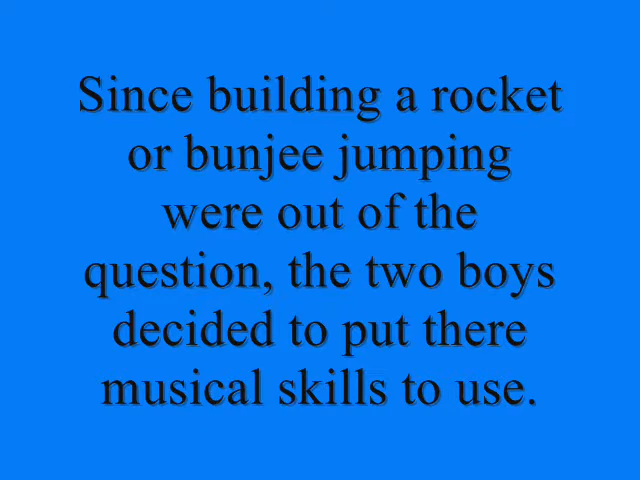 Since building a rocket
or bunjee jumping
were out of the
question, the two boys
decided to put there
musical skills to use.